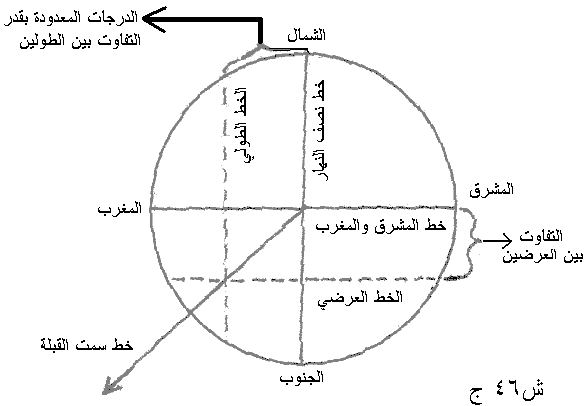 الدرجات المعدودة بقدر
التفاوت بين الطولين
الشمال
خط نصف النهار
الخط الطولي
المشرق
المغرب
خط المشرق والمغرب
التفاوت
بين العرضين
الخط العرضي
خط سمت القبلة
الجنوب
ش٤٦ ج